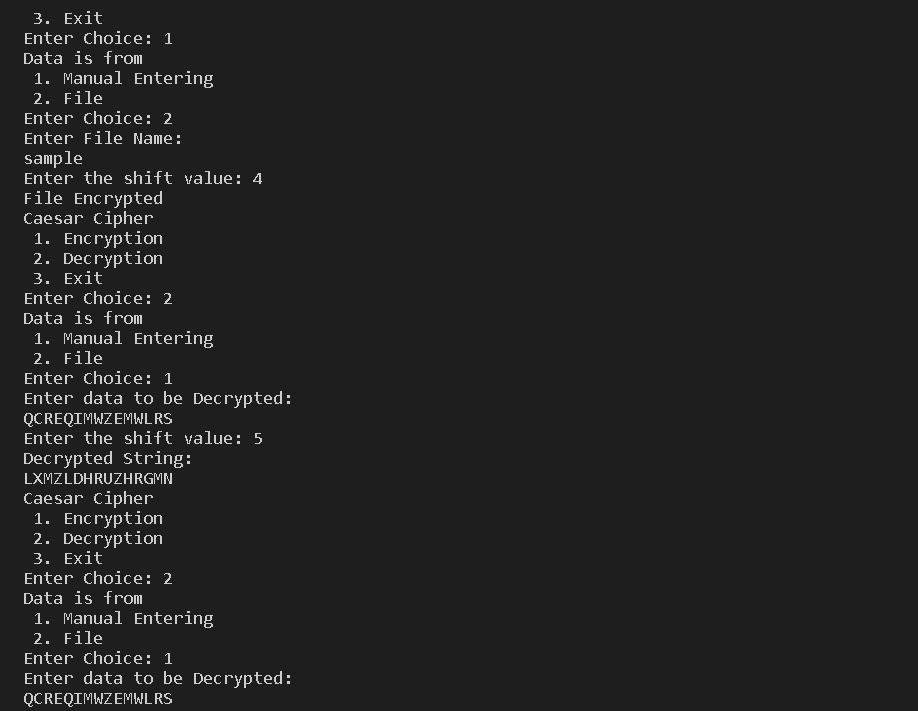 3. Exit
Enter Choice: 1
Data is from
1. Manual Entering
2. File
Enter Choice: 2
Enter File Name:
sample
Enter the shift value: 4
File Encrypted
Caesar Cipher
1. Encryption
2. Decryption
3. Exit
Enter Choice: 2
Data is from
1. Manual Entering
2. File
Enter Choice: 1
Enter data to be Decrypted:
QCREQIMWZEMWLRS
Enter the shift value: 5
Decrypted String:
LXMZLDHRUZHRGMN
Caesar Cipher
1. Encryption
2. Decryption
3. Exit
Enter Choice: 2
Data is from
1. Manual Entering
2. File
Enter Choice: 1
Enter data to be Decrypted:
QCREQIMWZEMWLRS